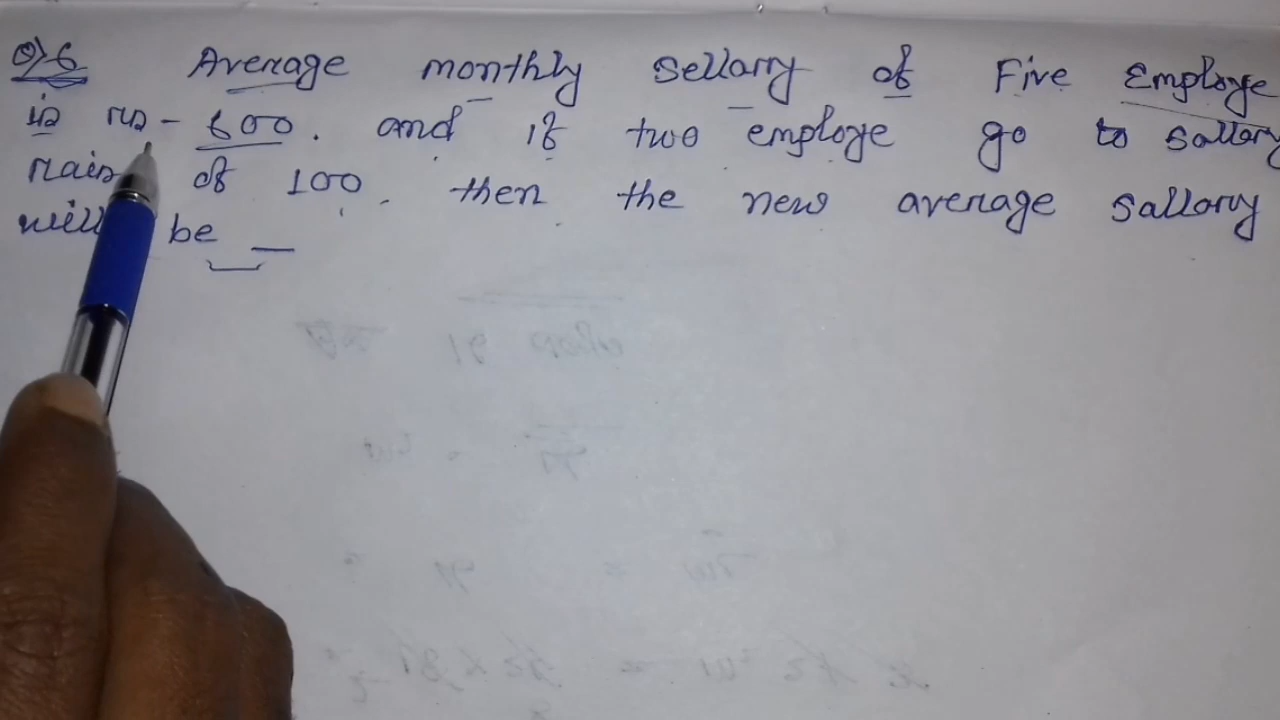 Q)-6 Average monthly Sellary of Five Employe
is rs - 600. and if two employe go to Sallary
rais of 100. then the new average Sallary
will be _